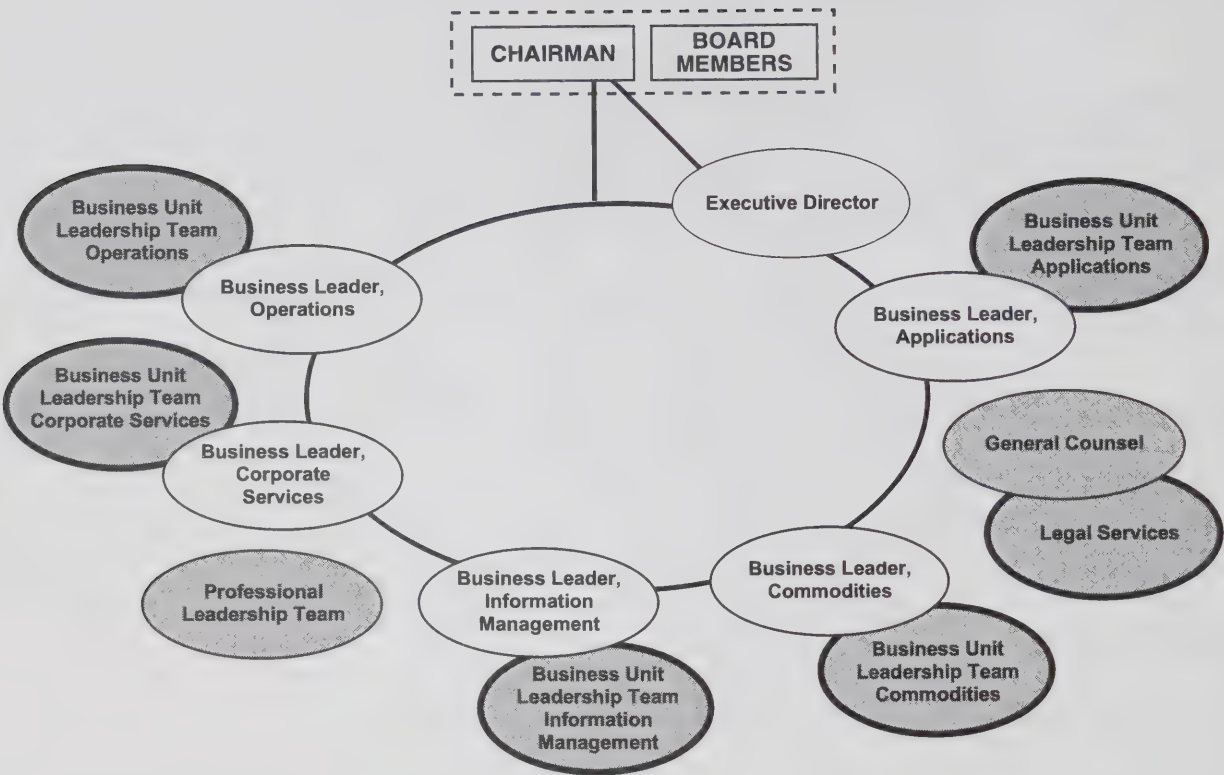 CHAIRMAN
BOARD
MEMBERS
Executive Director
Business Unit
Leadership Team
Operations
Business Unit
Leadership Team
Applications
Business Leader,
Operations
Business Leader,
Applications
Business Unit
Leadership Team
Corporate Services
General Counsel
Business Leader,
Corporate
Services
Legal Services
Professional
Leadership Team
Business Leader,
Information
Management
Business Leader,
Commodities
Business Unit
Leadership Team
Commodities
Business Unit
Leadership Team
Information
Management